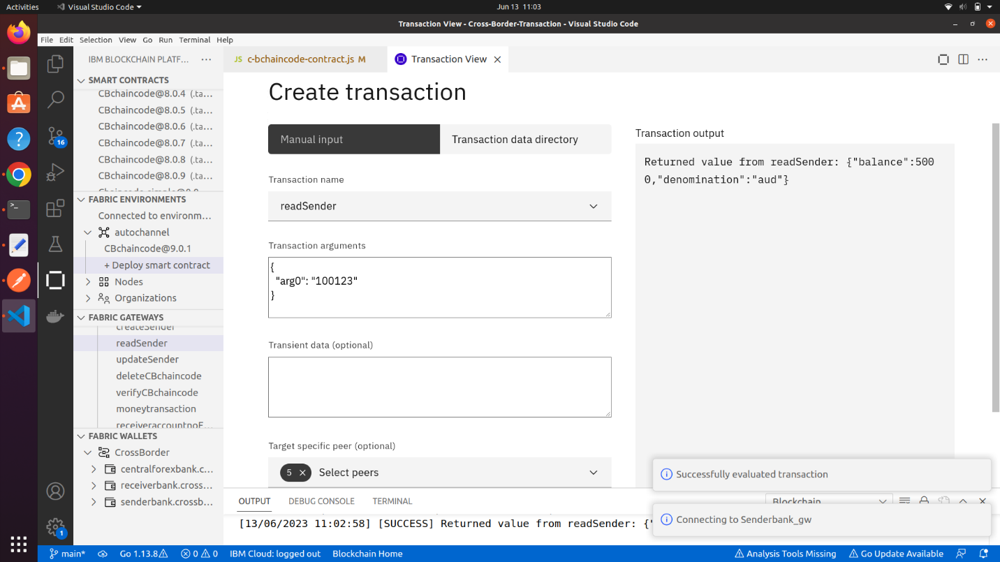 Activities
Visual Studio Code
Jun 13 11:03
Transaction View - Cross-Border-Transaction - Visual Studio Code
File Edit Selection View Go Run Terminal Help
IBM BLOCKCHAIN PLATF...
JS c-bchaincode-contract.js M
Transaction View
SMART CONTRACTS
CBchaincode@8.0.4 (.ta...
CBchaincode@8.0.5 (.ta...
CBchaincode@8.0.6 (.ta...
CBchaincode@8.0.7 (.ta...
CBchaincode@8.0.8 (.ta...
CBchaincode@8.0.9 (.ta...
16
FABRIC ENVIRONMENTS
Connected to environm...
autochannel
CBchaincode@9.0.1
+ Deploy smart contract
Nodes
Organizations
FABRIC GATEWAYS
createSender
readSender
updateSender
deleteCBchaincode
verifyCBchaincode
moneytransaction
FABRIC WALLETS
CrossBorder
centralforexbank.c...
receiverbank.cross...
senderbank.crossb...
1
Create transaction
Manual input
Transaction data directory
Transaction name
readSender
Transaction arguments
{
"arg0": "100123"
}
Transient data (optional)
Target specific peer (optional)
5 Select peers
Transaction output
Returned value from readSender: {"balance":500
0,"denomination":"aud"}
Successfully evaluated transaction
OUTPUT
DEBUG CONSOLE
TERMINAL
Blockchain
[13/06/2023 11:02:58] [SUCCESS] Returned value from readSender: {"
Connecting to Senderbank_gw
main*
Go 1.13.8
0 0
IBM Cloud: logged out
Blockchain Home
Analysis Tools Missing
Go Update Available